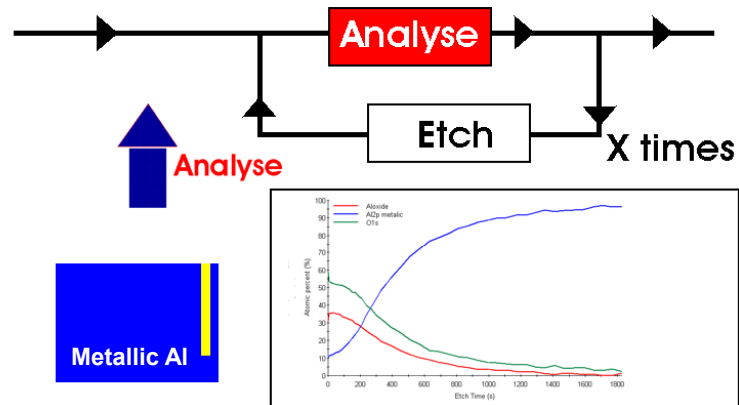 Analyse
Etch
X times
Analyse
Metallic Al
Aloxide
Al2p metalic
O1s
Atomic percent (%)
100
90
80
70
60
50
40
30
20
10
0
0
200
400
600
800
1000
1200
1400
1600
1800
Etch Time (s)